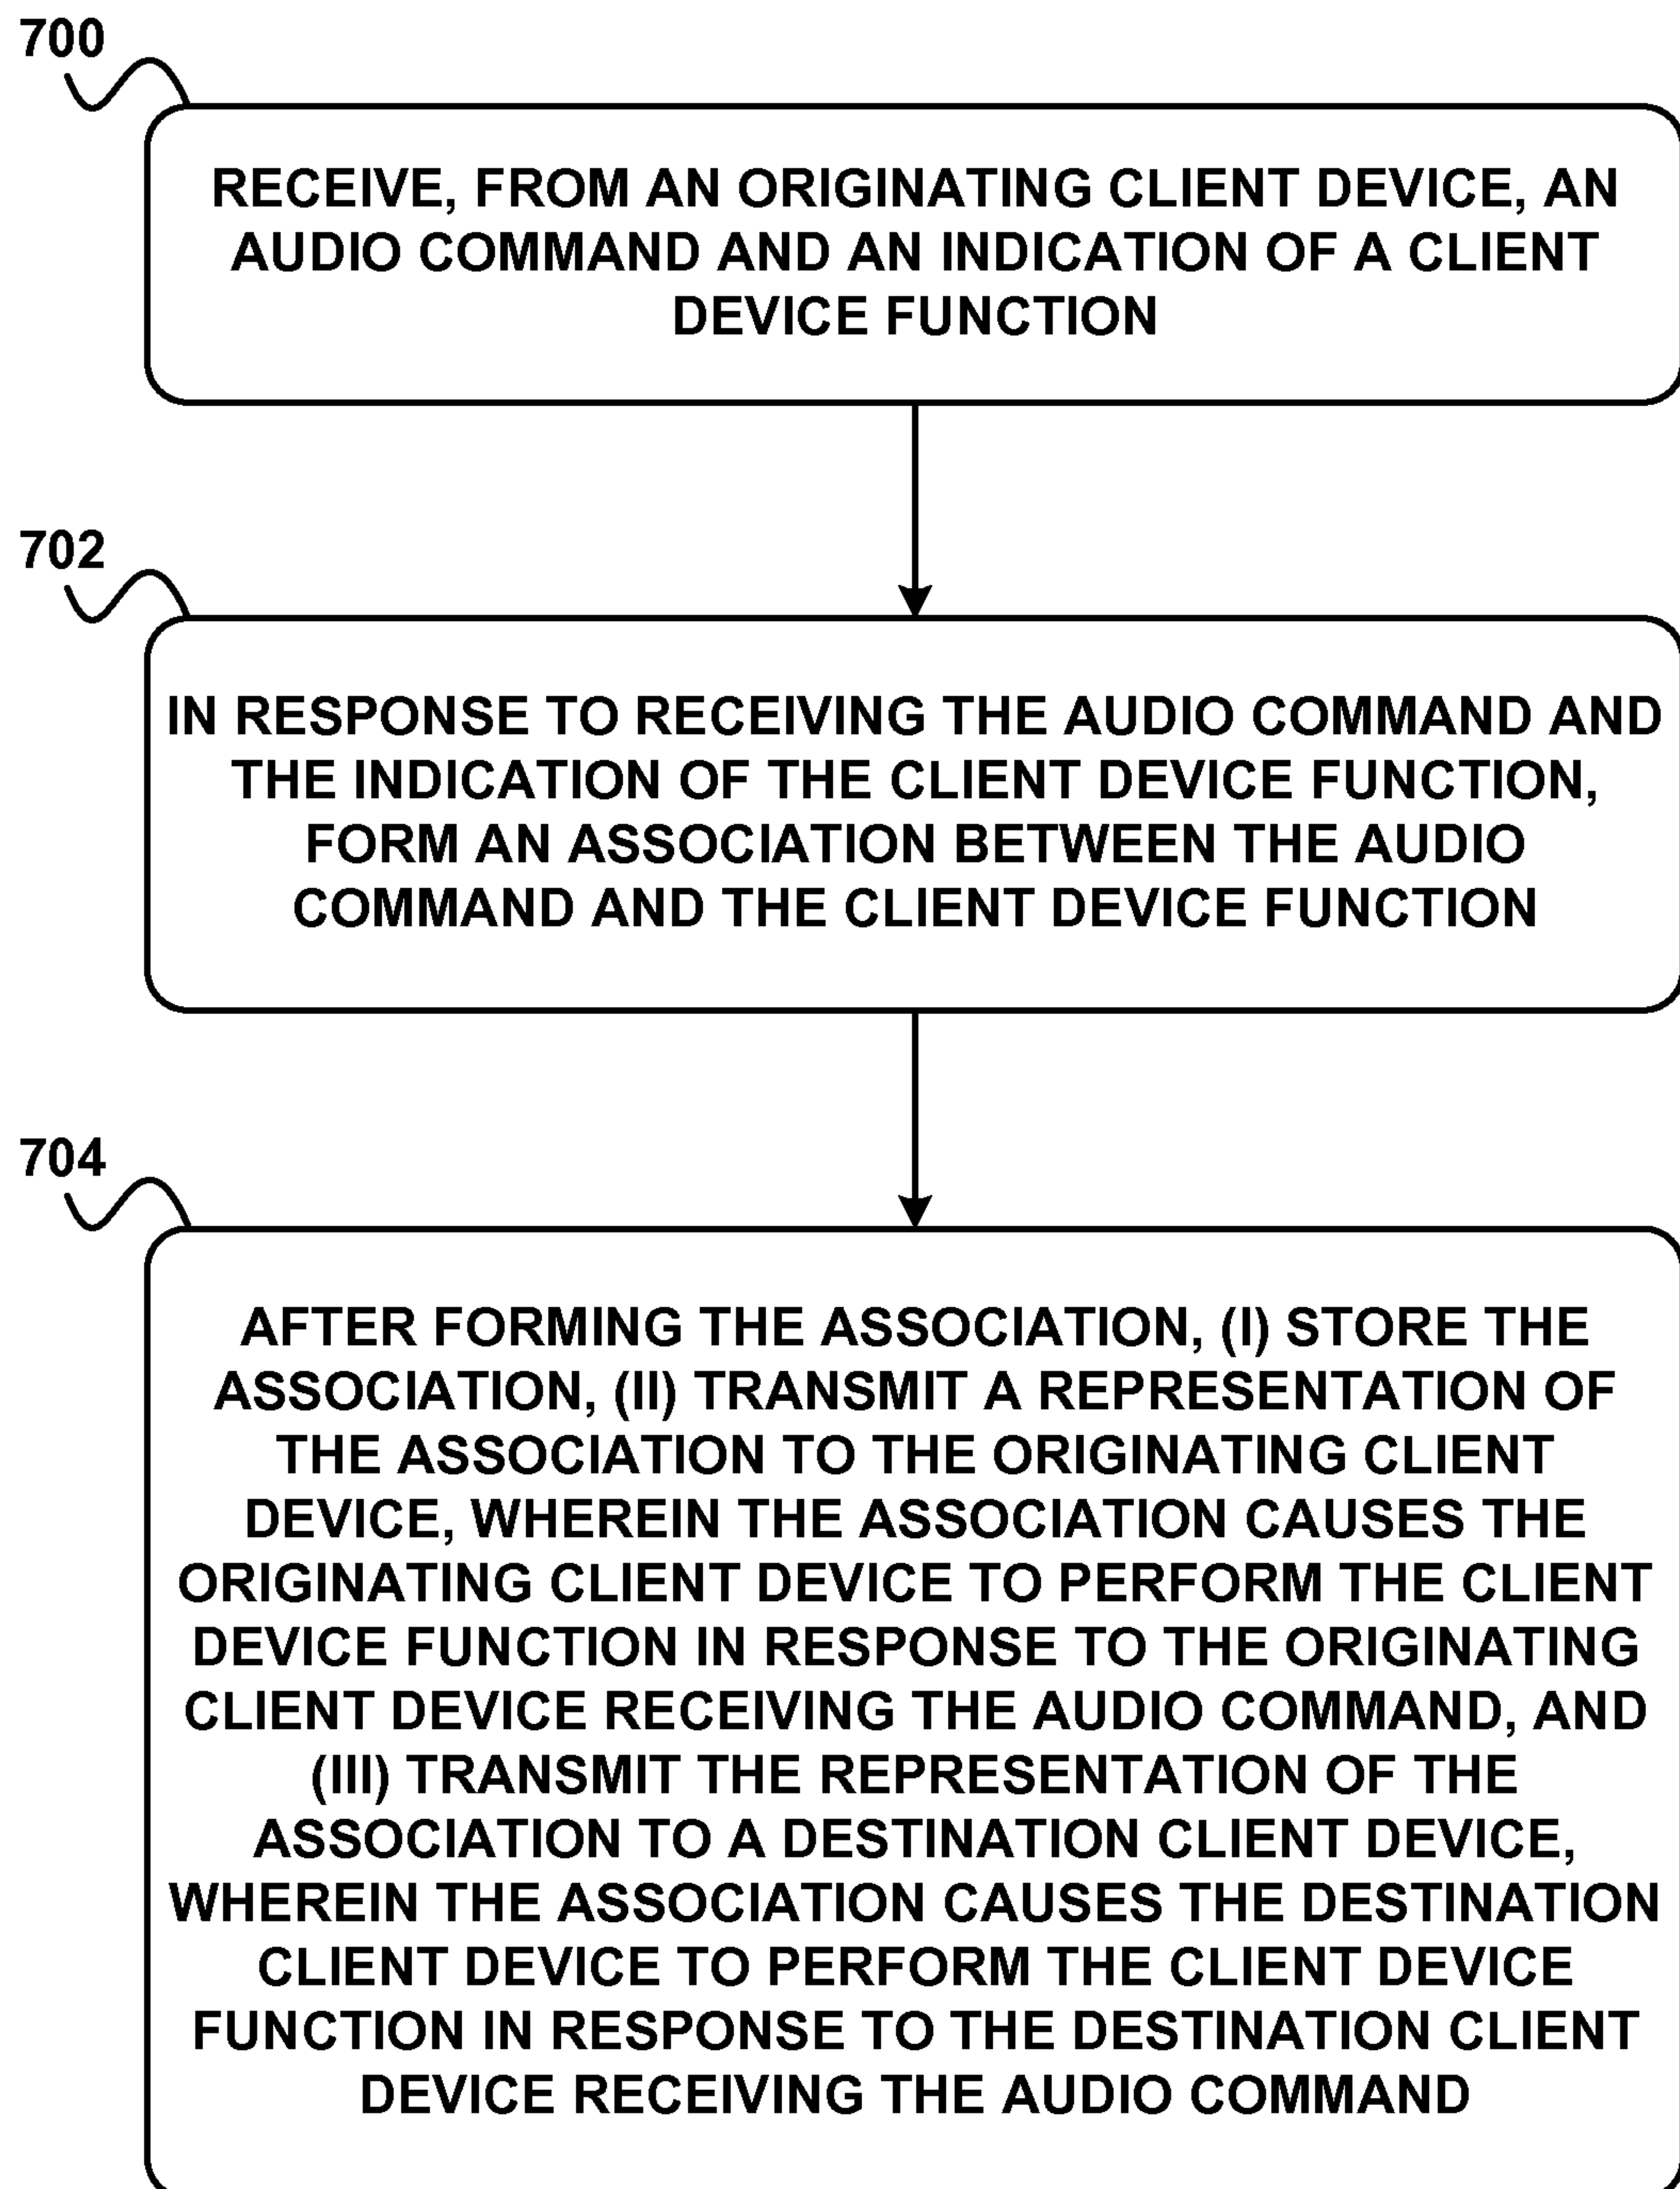 700
RECEIVE, FROM AN ORIGINATING CLIENT DEVICE, AN
AUDIO COMMAND AND AN INDICATION OF A CLIENT
DEVICE FUNCTION
702
IN RESPONSE TO RECEIVING THE AUDIO COMMAND AND
THE INDICATION OF THE CLIENT DEVICE FUNCTION,
FORM AN ASSOCIATION BETWEEN THE AUDIO
COMMAND AND THE CLIENT DEVICE FUNCTION
704
AFTER FORMING THE ASSOCIATION, (I) STORE THE
ASSOCIATION, (II) TRANSMIT A REPRESENTATION OF
THE ASSOCIATION TO THE ORIGINATING CLIENT
DEVICE, WHEREIN THE ASSOCIATION CAUSES THE
ORIGINATING CLIENT DEVICE TO PERFORM THE CLIENT
DEVICE FUNCTION IN RESPONSE TO THE ORIGINATING
CLIENT DEVICE RECEIVING THE AUDIO COMMAND, AND
(III) TRANSMIT THE REPRESENTATION OF THE
ASSOCIATION TO A DESTINATION CLIENT DEVICE,
WHEREIN THE ASSOCIATION CAUSES THE DESTINATION
CLIENT DEVICE TO PERFORM THE CLIENT DEVICE
FUNCTION IN RESPONSE TO THE DESTINATION CLIENT
DEVICE RECEIVING THE AUDIO COMMAND